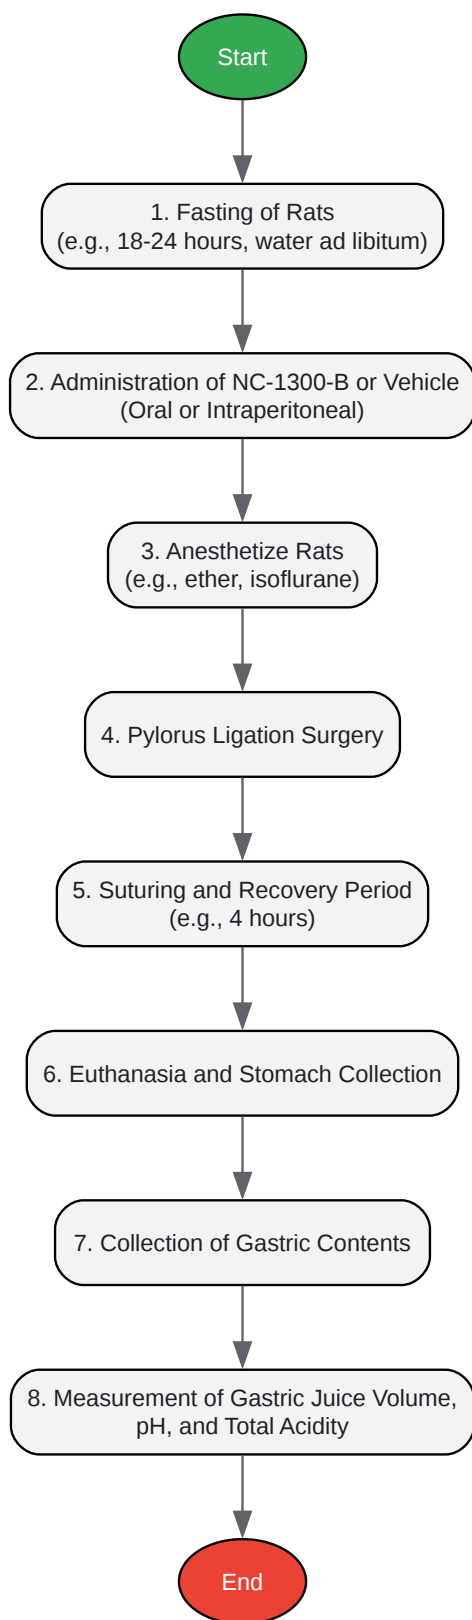 Start
1. Fasting of Rats
(e.g., 18-24 hours, water ad libitum)
2. Administration of NC-1300-B or Vehicle
(Oral or Intraperitoneal)
3. Anesthetize Rats
(e.g., ether, isoflurane)
4. Pylorus Ligation Surgery
5. Suturing and Recovery Period
(e.g., 4 hours)
6. Euthanasia and Stomach Collection
7. Collection of Gastric Contents
8. Measurement of Gastric Juice Volume,
pH, and Total Acidity
End